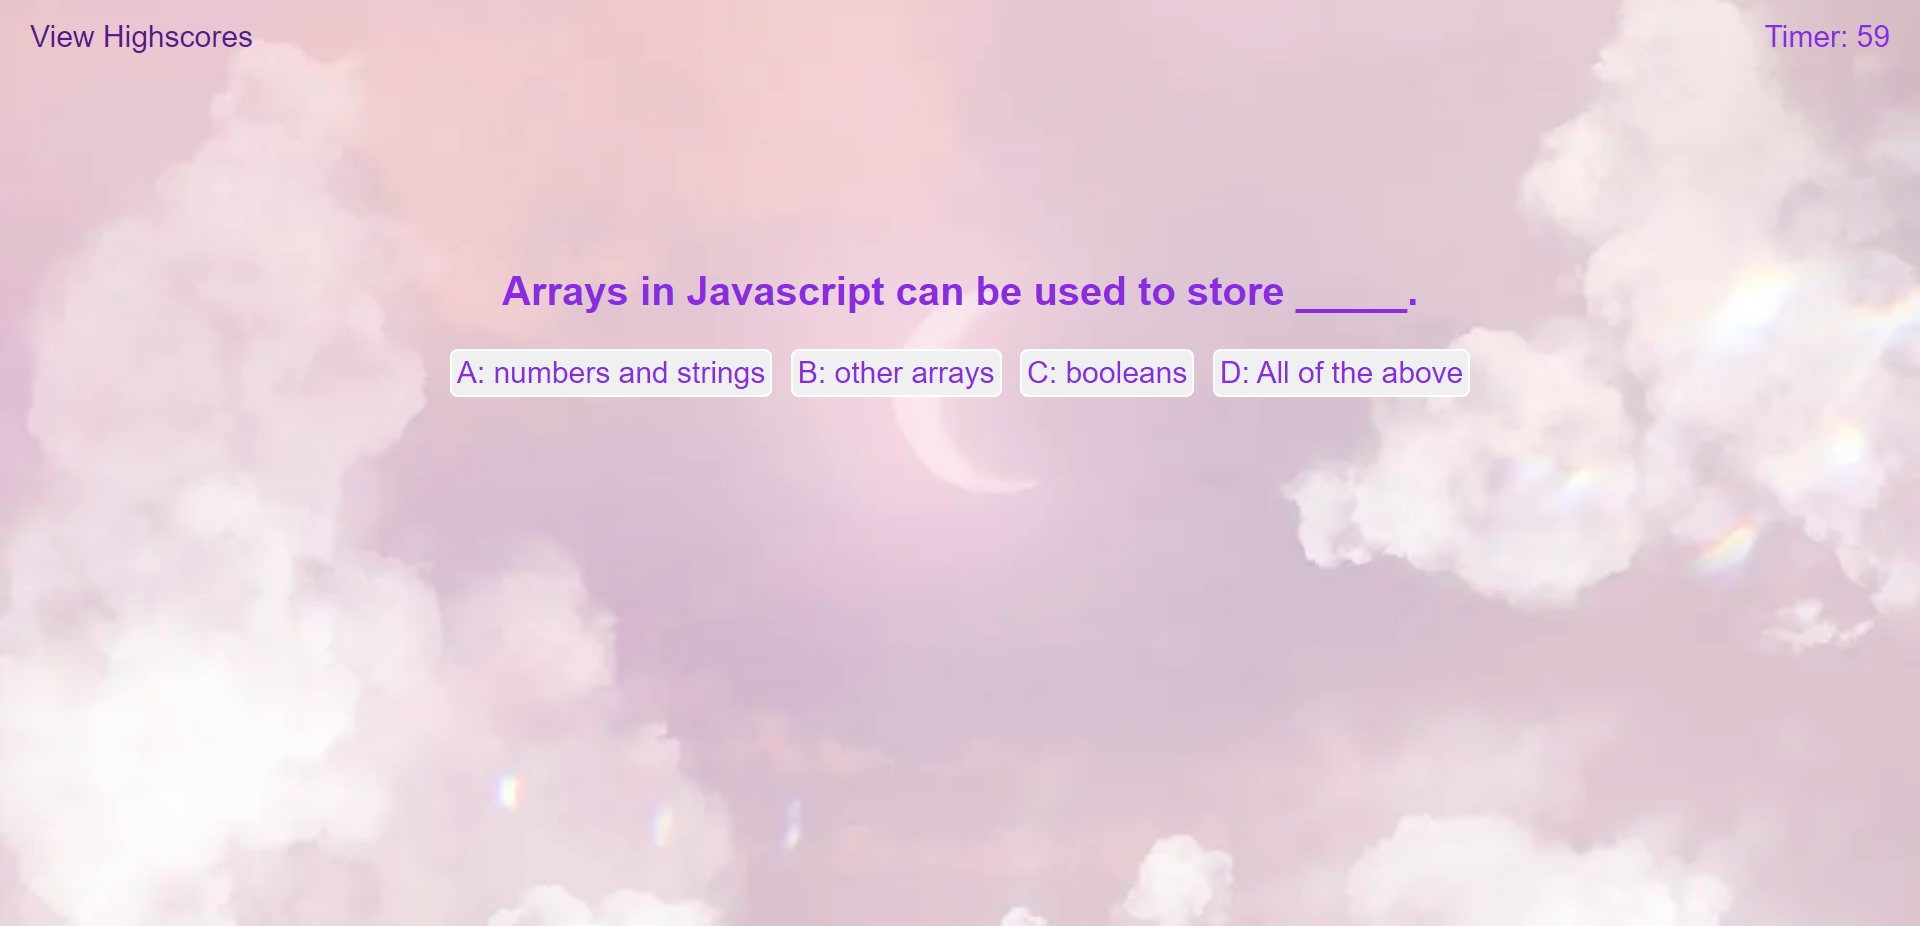 View Highscores
Timer: 59
Arrays in Javascript can be used to store _____.
A: numbers and strings
B: other arrays
C: booleans
D: All of the above